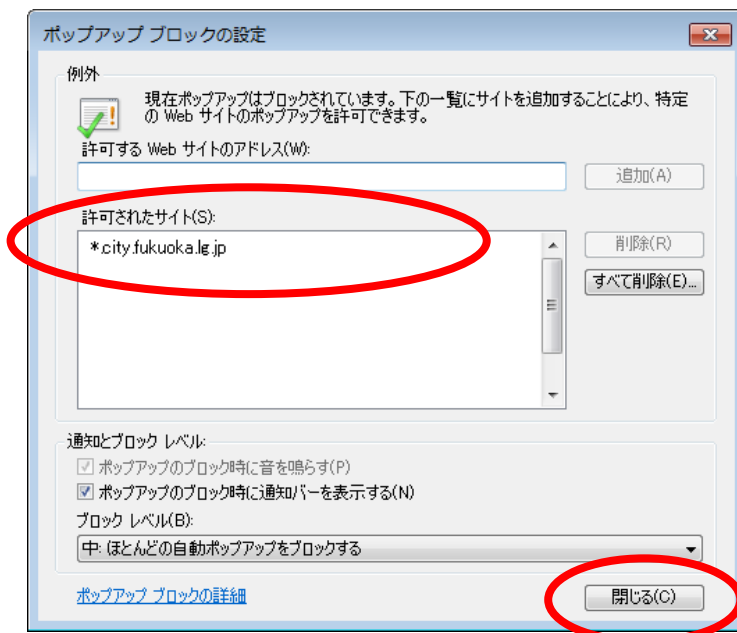 ポップアップ ブロックの設定
例外
現在ポップアップはブロックされています。下の一覧にサイトを追加することにより、特定
の Web サイトのポップアップを許可できます。
許可する Web サイトのアドレス(W):
追加(A)
許可されたサイト(S):
*.city.fukuoka.lg.jp
削除(R)
すべて削除(E)...
通知とブロック レベル:
ポップアップのブロック時に音を鳴らす(P)
ポップアップのブロック時に通知バーを表示する(N)
ブロック レベル(B):
中: ほとんどの自動ポップアップをブロックする
ポップアップ ブロックの詳細
閉じる(C)